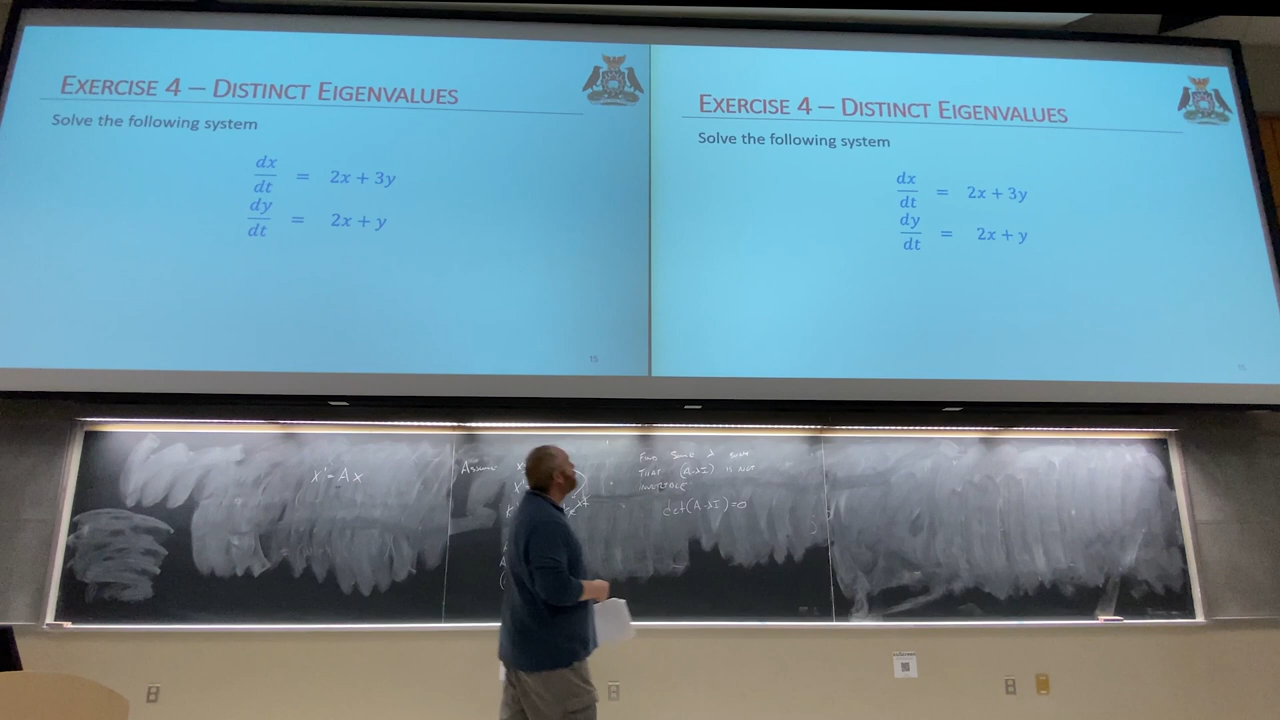 EXERCISE 4 – DISTINCT EIGENVALUES
Solve the following system
dx/dt = 2x + 3y
dy/dt = 2x + y
15
EXERCISE 4 – DISTINCT EIGENVALUES
Solve the following system
dx/dt = 2x + 3y
dy/dt = 2x + y
15
x' = Ax
Assume
FIND SOME λ SUCH
THAT (A-λI) IS NOT
INVERTIBLE
det(A-λI)=0